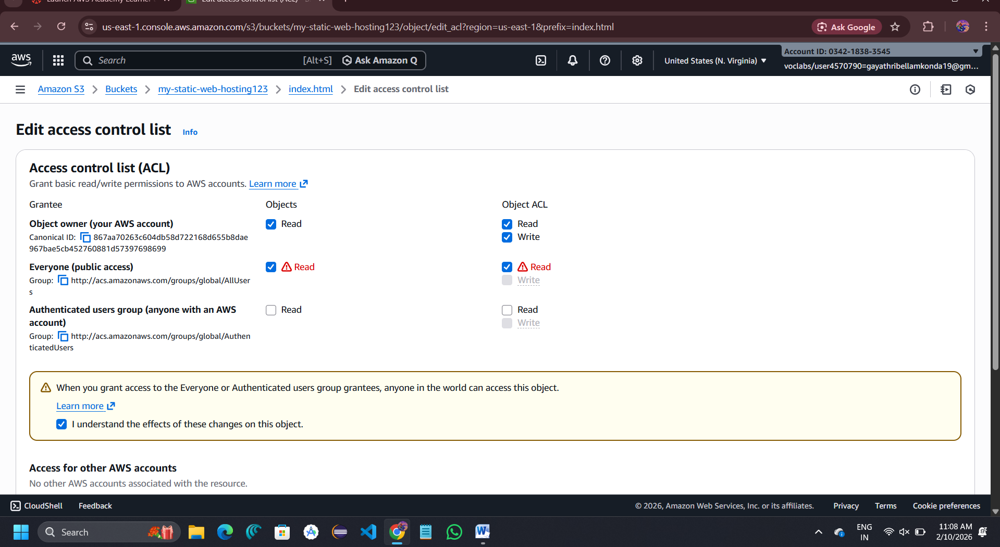 us-east-1.console.aws.amazon.com/s3/buckets/my-static-web-hosting123/object/edit_acl?region=us-east-1&prefix=index.html
Ask Google
aws
Search
[Alt+S]
Ask Amazon Q
United States (N. Virginia)
Account ID: 0342-1838-3545
voclabs/user4570790=gayathribellamkonda19@gm...
Amazon S3
Buckets
my-static-web-hosting123
index.html
Edit access control list
Edit access control list
Info
Access control list (ACL)
Grant basic read/write permissions to AWS accounts. Learn more
Grantee
Objects
Object ACL
Object owner (your AWS account)
Read
Read
Canonical ID: 867aa70263c604db58d722168d655b8dae
Write
967bae5cb452760881d57397698699
Everyone (public access)
Read
Read
Group: http://acs.amazonaws.com/groups/global/AllUser
Write
s
Authenticated users group (anyone with an AWS
Read
Read
account)
Write
Group: http://acs.amazonaws.com/groups/global/Authen
ticatedUsers
When you grant access to the Everyone or Authenticated users group grantees, anyone in the world can access this object.
Learn more
I understand the effects of these changes on this object.
Access for other AWS accounts
No other AWS accounts associated with the resource.
CloudShell
Feedback
© 2026, Amazon Web Services, Inc. or its affiliates.
Privacy
Terms
Cookie preferences
Search
ENG
IN
11:08 AM
2/10/2026